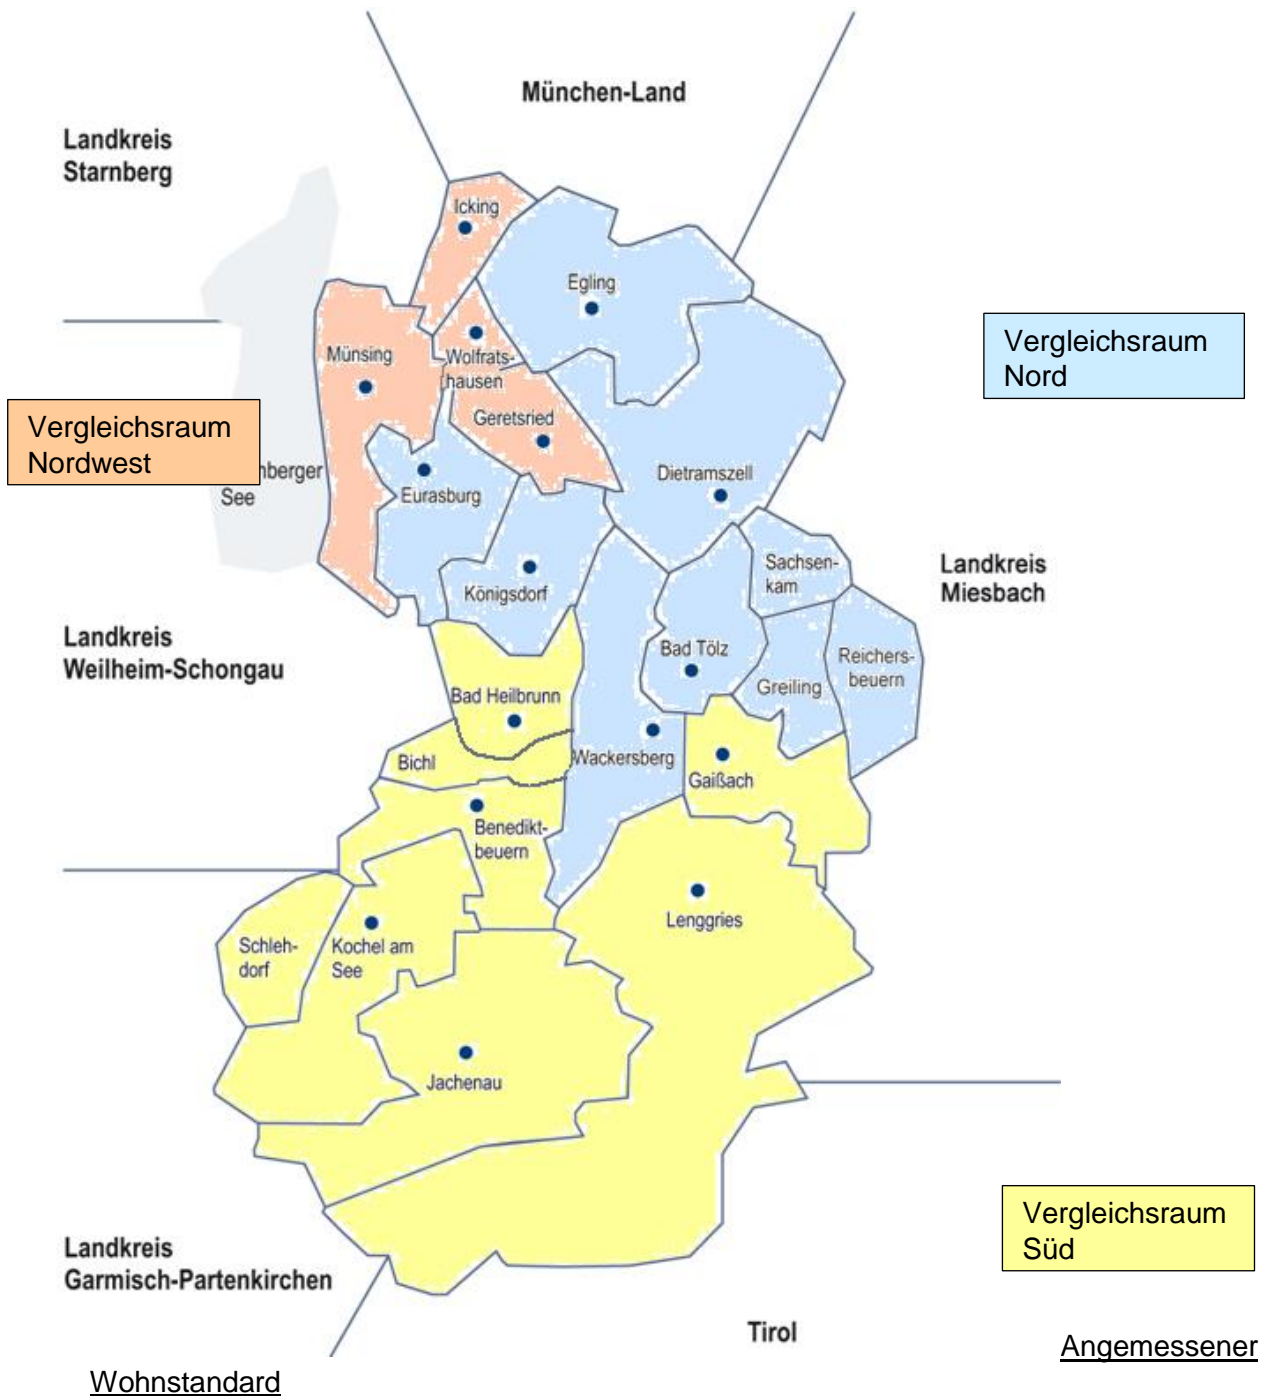 München-Land
Landkreis
Starnberg
Icking
Egling
Vergleichsraum
Nord
Münsing
Wolfrats-
hausen
Vergleichsraum
Nordwest
Geretsried
nberger
See
Eurasburg
Dietramszell
Königsdorf
Sachsen-
kam
Landkreis
Miesbach
Landkreis
Weilheim-Schongau
Bad Tölz
Reichers-
beuern
Greiling
Bad Heilbrunn
Bichl
Wackersberg
Gaißach
Benedikt-
beuern
Lenggries
Schleh-
dorf
Kochel am
See
Jachenau
Vergleichsraum
Süd
Landkreis
Garmisch-Partenkirchen
Tirol
Angemessener
Wohnstandard